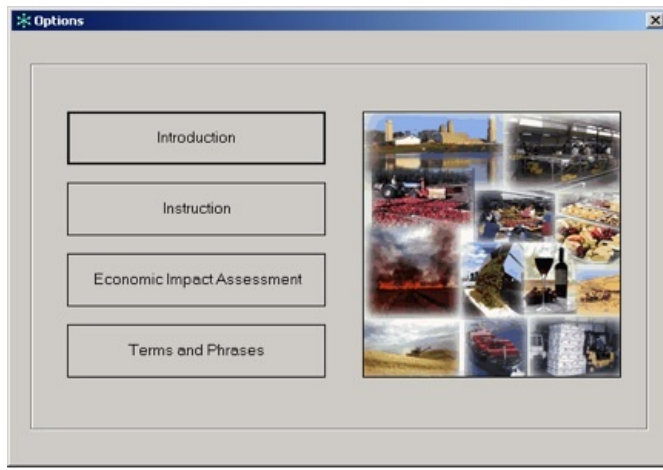 Options
Introduction
Instruction
Economic Impact Assessment
Terms and Phrases